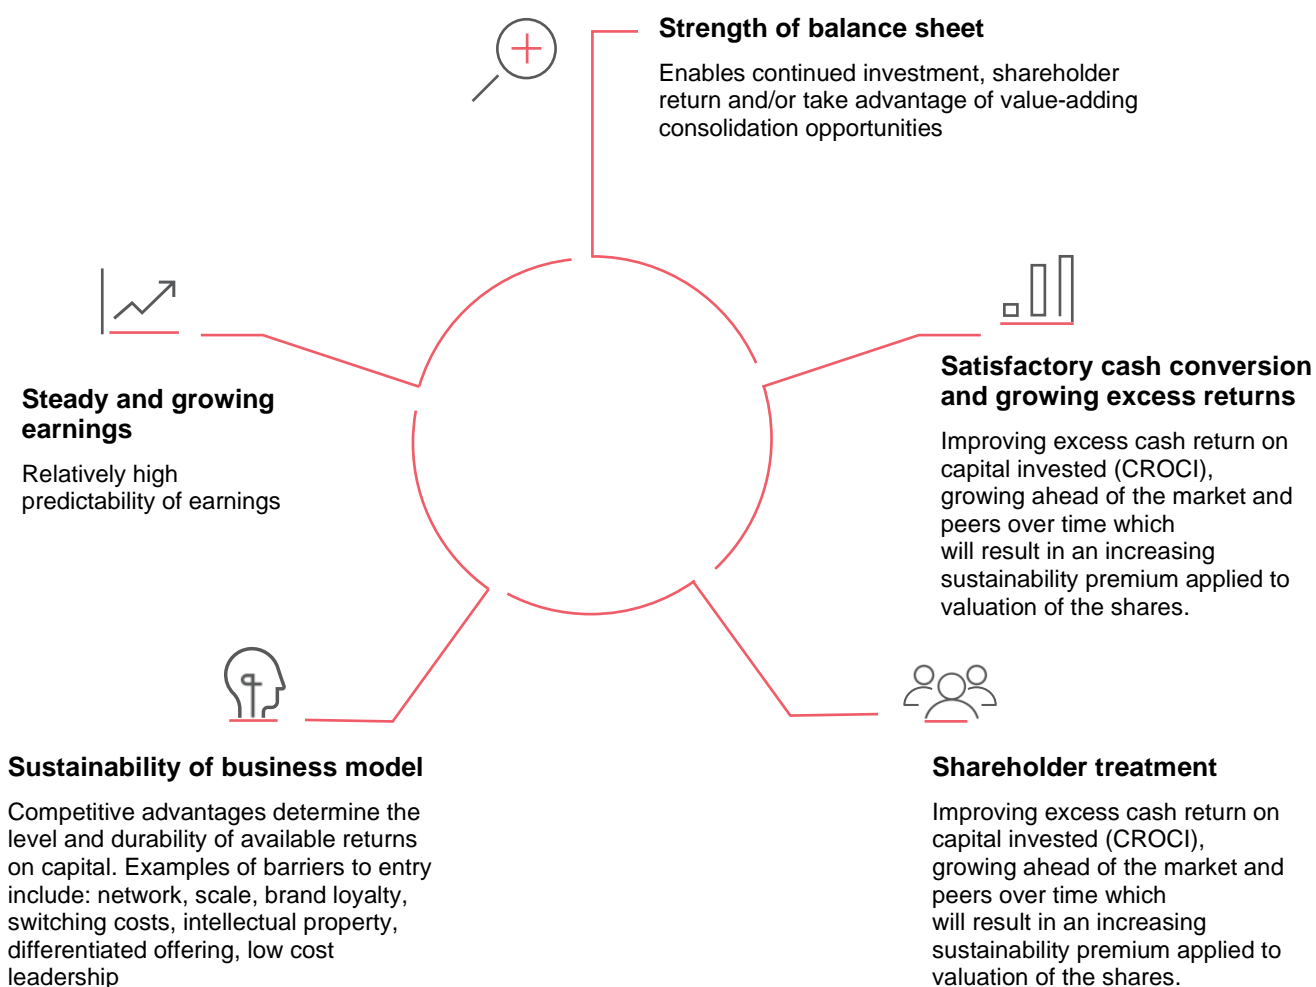 Strength of balance sheet
Enables continued investment, shareholder
return and/or take advantage of value-adding
consolidation opportunities
Satisfactory cash conversion
and growing excess returns
Improving excess cash return on
capital invested (CROCI),
growing ahead of the market and
peers over time which
will result in an increasing
sustainability premium applied to
valuation of the shares.
Steady and growing
earnings
Relatively high
predictability of earnings
Sustainability of business model
Competitive advantages determine the
level and durability of available returns
on capital. Examples of barriers to entry
include: network, scale, brand loyalty,
switching costs, intellectual property,
differentiated offering, low cost
leadership
Shareholder treatment
Improving excess cash return on
capital invested (CROCI),
growing ahead of the market and
peers over time which
will result in an increasing
sustainability premium applied to
valuation of the shares.